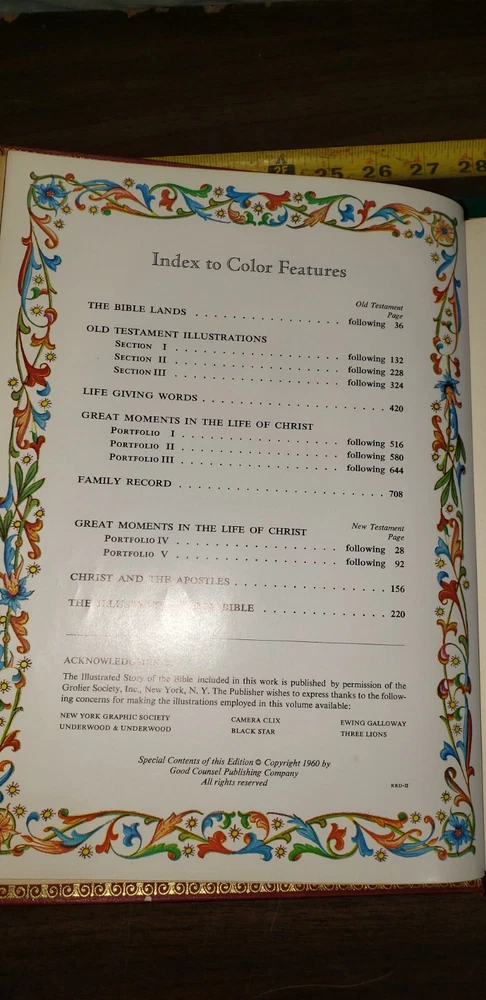 25 26 27 28
Index to Color Features
Old Testament
Page
THE BIBLE LANDS . . . . . . . . . . . . . . . . following 36
OLD TESTAMENT ILLUSTRATIONS
SECTION I . . . . . . . . . . . . . . . . following 132
SECTION II . . . . . . . . . . . . . . . . following 228
SECTION III . . . . . . . . . . . . . . . . following 324
LIFE GIVING WORDS . . . . . . . . . . . . . . . . 420
GREAT MOMENTS IN THE LIFE OF CHRIST
PORTFOLIO I . . . . . . . . . . . . . . . . following 516
PORTFOLIO II . . . . . . . . . . . . . . . . following 580
PORTFOLIO III . . . . . . . . . . . . . . . . following 644
FAMILY RECORD . . . . . . . . . . . . . . . . 708
New Testament
Page
GREAT MOMENTS IN THE LIFE OF CHRIST
PORTFOLIO IV . . . . . . . . . . . . . . . . following 28
PORTFOLIO V . . . . . . . . . . . . . . . . following 92
CHRIST AND THE APOSTLES . . . . . . . . . . . . . . . . 156
THE BIBLE . . . . . . . . . . . . . . . . 220
ACKNOWLEDGMENTS
The Illustrated Story of the Bible included in this work is published by permission of the
Grolier Society, Inc., New York, N. Y. The Publisher wishes to express thanks to the follow-
ing concerns for making the illustrations employed in this volume available:
NEW YORK GRAPHIC SOCIETY CAMERA CLIX EWING GALLOWAY
UNDERWOOD & UNDERWOOD BLACK STAR THREE LIONS
Special Contents of this Edition © Copyright 1960 by
Good Counsel Publishing Company
All rights reserved
RRD-II